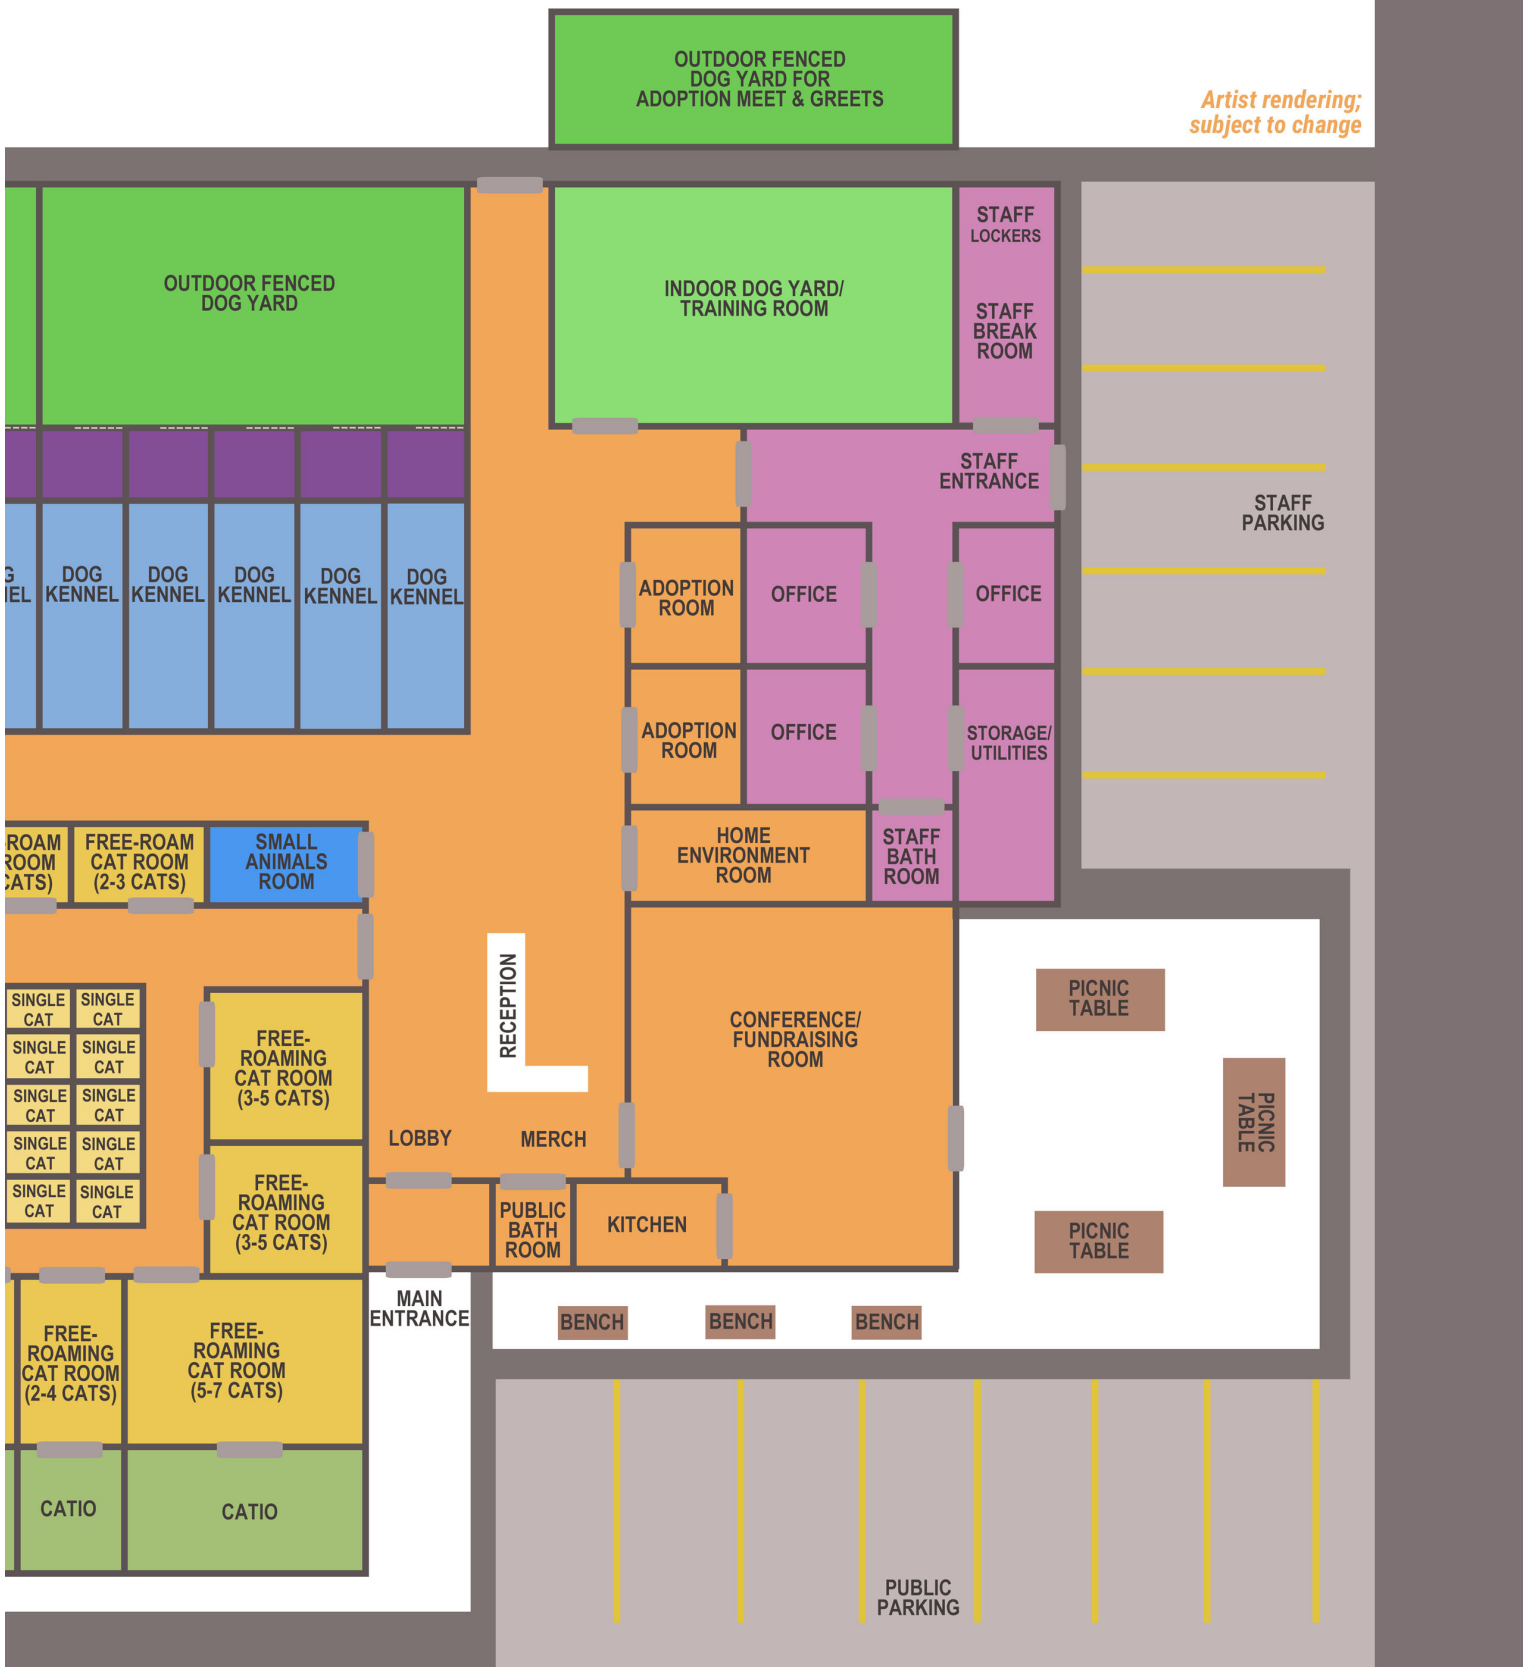 OUTDOOR FENCED
DOG YARD FOR
ADOPTION MEET & GREETS
Artist rendering;
subject to change
OUTDOOR FENCED
DOG YARD
INDOOR DOG YARD/
TRAINING ROOM
STAFF
LOCKERS
STAFF
BREAK
ROOM
STAFF
ENTRANCE
STAFF
PARKING
DOG
KENNEL
DOG
KENNEL
DOG
KENNEL
DOG
KENNEL
DOG
KENNEL
ADOPTION
ROOM
OFFICE
OFFICE
ADOPTION
ROOM
OFFICE
STORAGE/
UTILITIES
ROOM
CATS)
FREE-ROAM
CAT ROOM
(2-3 CATS)
SMALL
ANIMALS
ROOM
HOME
ENVIRONMENT
ROOM
STAFF
BATH
ROOM
RECEPTION
CONFERENCE/
FUNDRAISING
ROOM
PICNIC
TABLE
PICNIC
TABLE
PICNIC
TABLE
SINGLE
CAT
SINGLE
CAT
SINGLE
CAT
SINGLE
CAT
SINGLE
CAT
SINGLE
CAT
SINGLE
CAT
SINGLE
CAT
SINGLE
CAT
SINGLE
CAT
FREE-
ROAMING
CAT ROOM
(3-5 CATS)
FREE-
ROAMING
CAT ROOM
(3-5 CATS)
LOBBY
MERCH
PUBLIC
BATH
ROOM
KITCHEN
MAIN
ENTRANCE
BENCH
BENCH
BENCH
FREE-
ROAMING
CAT ROOM
(2-4 CATS)
FREE-
ROAMING
CAT ROOM
(5-7 CATS)
CATIO
CATIO
PUBLIC
PARKING